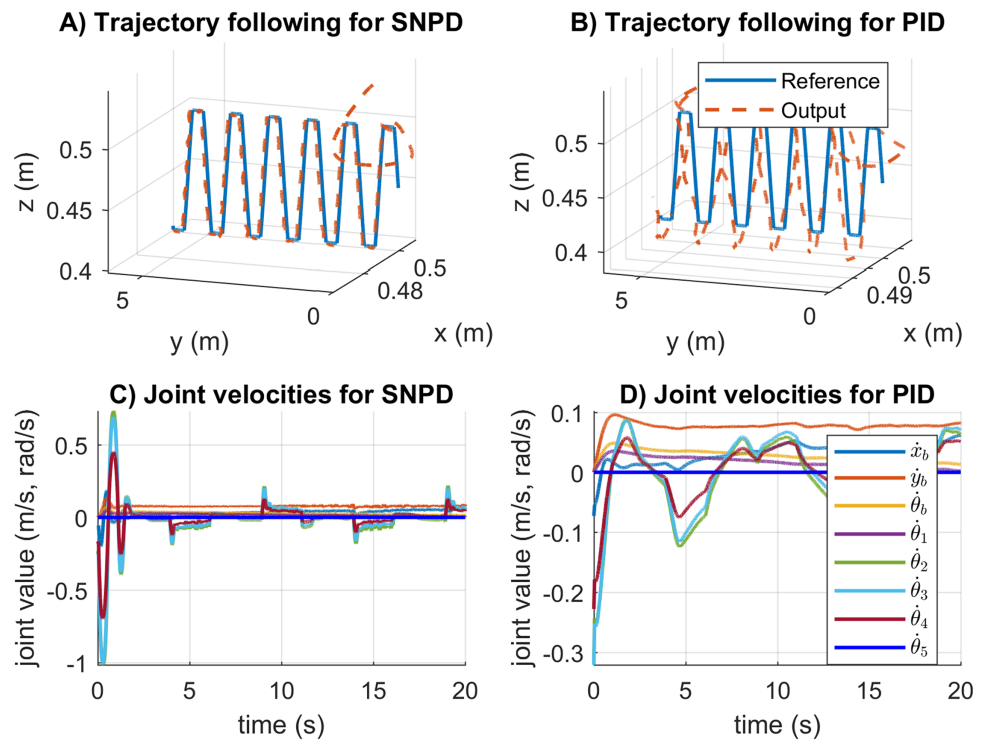 A) Trajectory following for SNPD
0.5
0.45
0.4
z (m)
5
0
y (m)
0.5
0.48
x (m)
B) Trajectory following for PID
Reference
Output
0.5
0.45
0.4
z (m)
5
0
y (m)
0.5
0.49
x (m)
C) Joint velocities for SNPD
joint value (m/s, rad/s)
0.5
0
-0.5
-1
0 5 10 15 20
time (s)
D) Joint velocities for PID
joint value (m/s, rad/s)
0.1
0
-0.1
-0.2
-0.3
0 5 10 15 20
time (s)
ẋ_b
ẏ_b
θ̇_b
θ̇_1
θ̇_2
θ̇_3
θ̇_4
θ̇_5